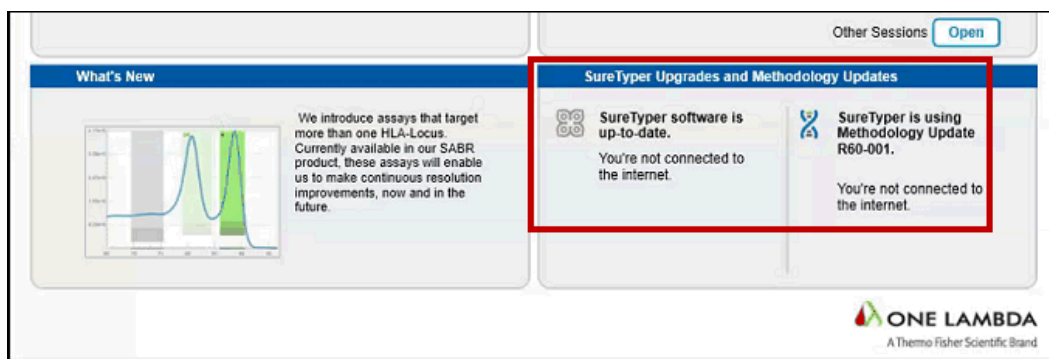 Other Sessions Open
What's New
We introduce assays that target
more than one HLA-Locus.
Currently available in our SABR
product, these assays will enable
us to make continuous resolution
improvements, now and in the
future.
SureTyper Upgrades and Methodology Updates
SureTyper software is
up-to-date.
You're not connected to
the internet.
SureTyper is using
Methodology Update
R60-001.
You're not connected to
the internet.
ONE LAMBDA
A Thermo Fisher Scientific Brand